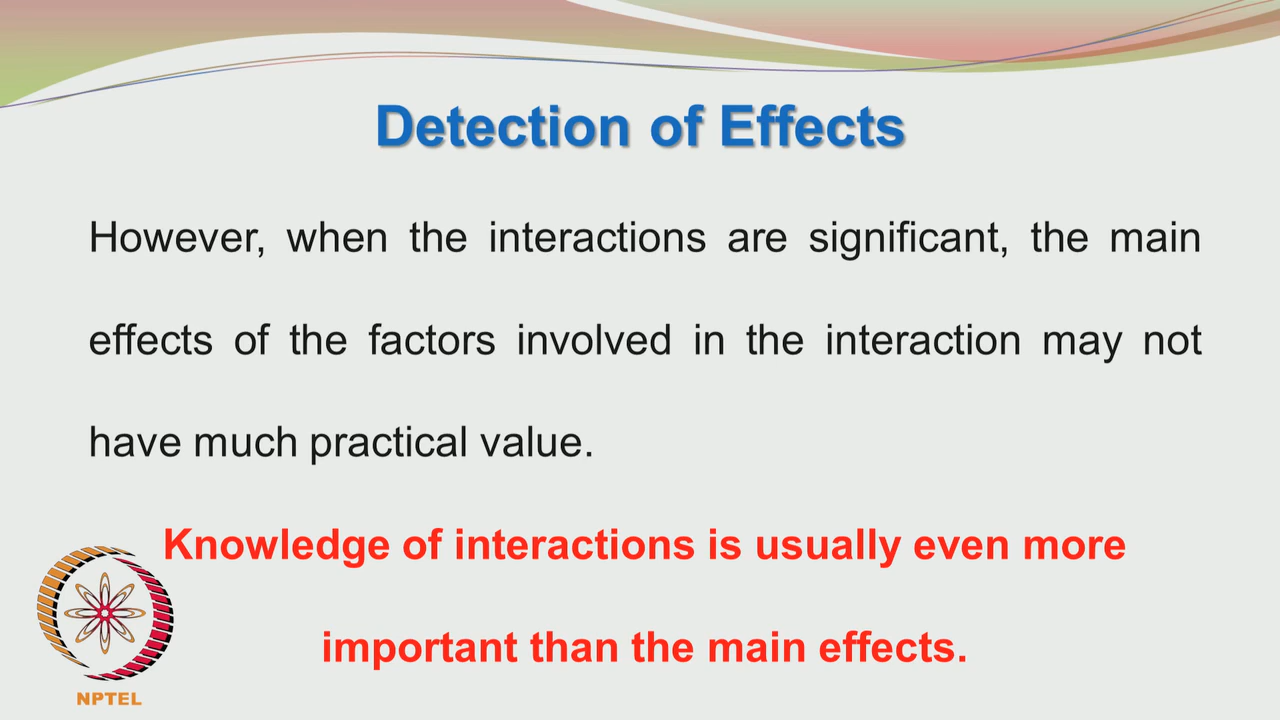 Detection of Effects
However, when the interactions are significant, the main
effects of the factors involved in the interaction may not
have much practical value.
Knowledge of interactions is usually even more
important than the main effects.
NPTEL